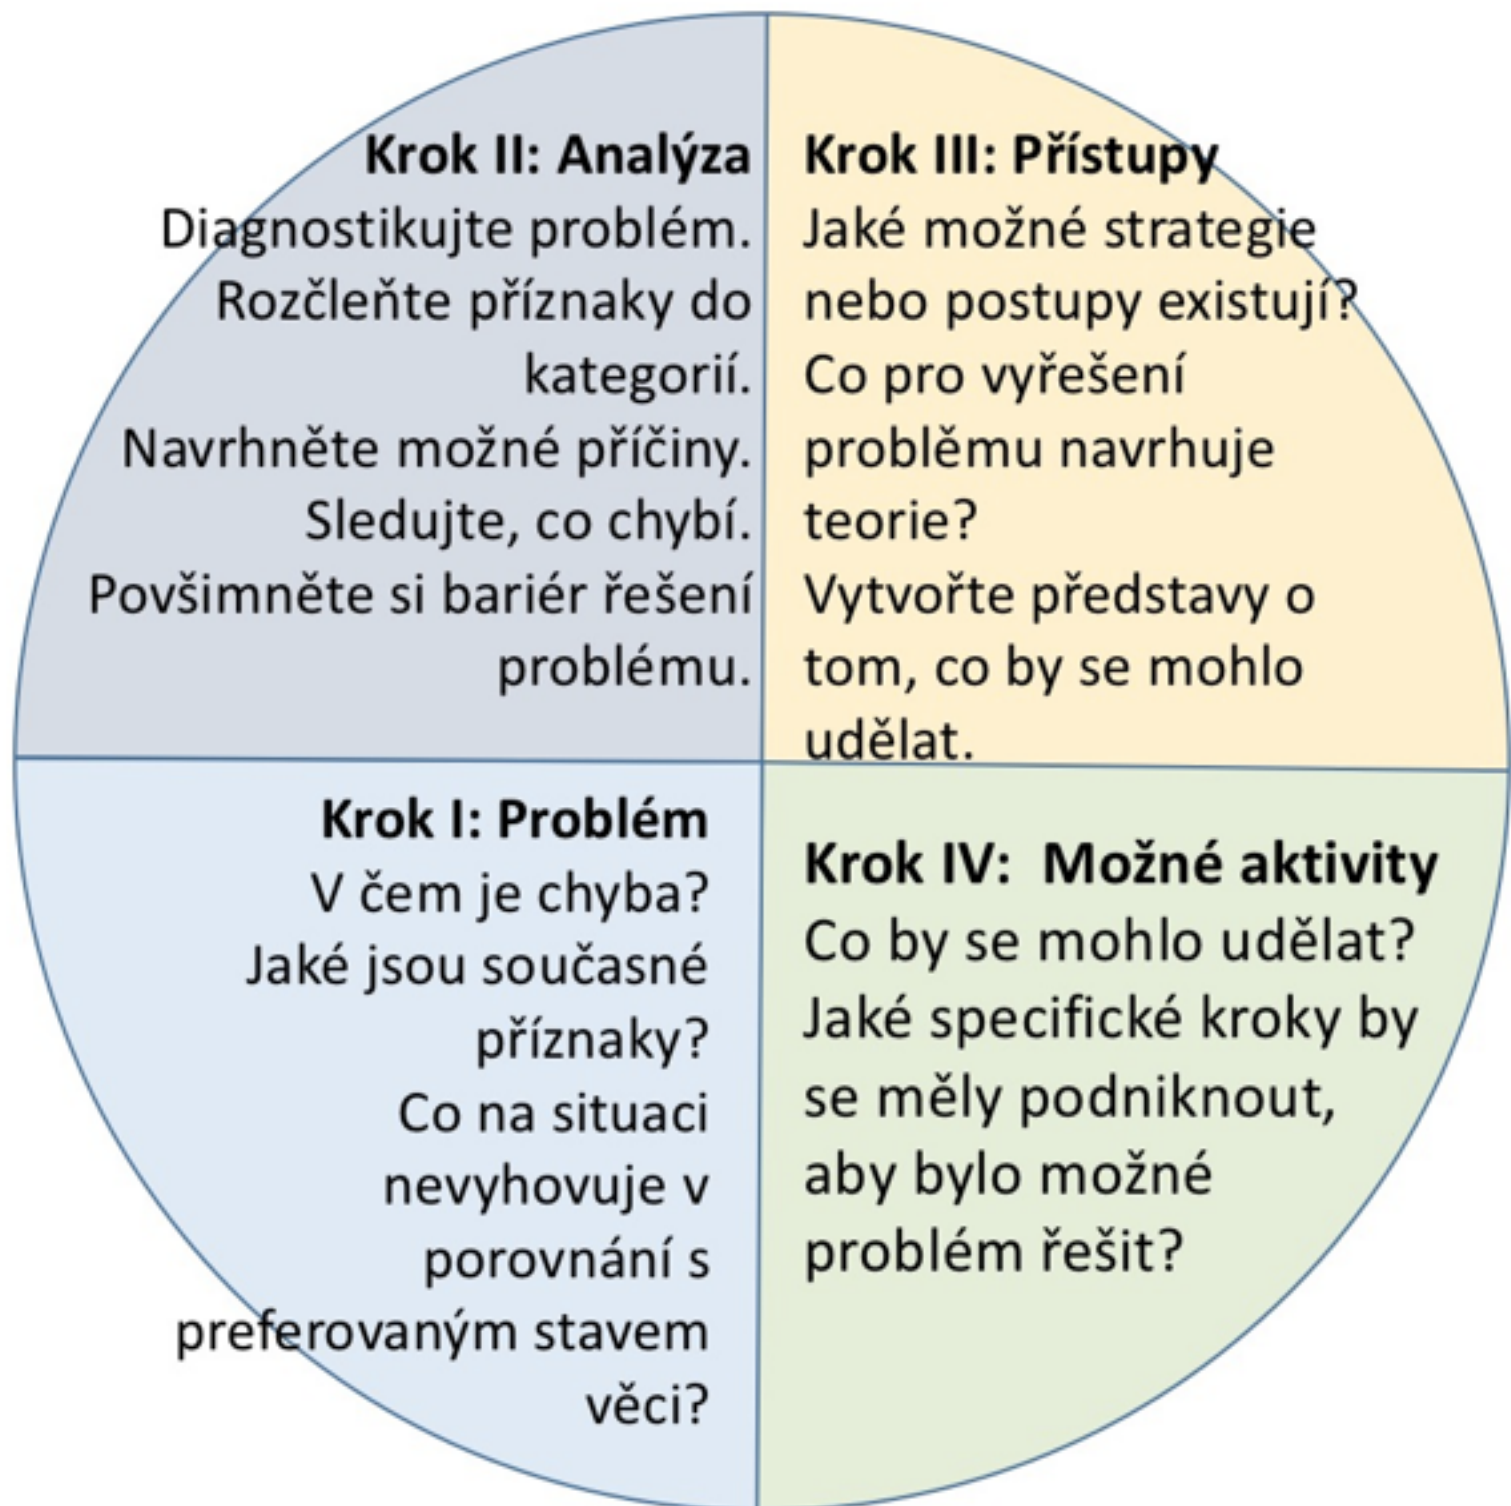 Krok II: Analýza
Diagnostikujte problém.
Rozčleňte příznaky do
kategorií.
Navrhněte možné příčiny.
Sledujte, co chybí.
Povšimněte si bariér řešení
problému.
Krok III: Přístupy
Jaké možné strategie
nebo postupy existují?
Co pro vyřešení
problěmu navrhuje
teorie?
Vytvořte představy o
tom, co by se mohlo
udělat.
Krok I: Problém
V čem je chyba?
Jaké jsou současné
příznaky?
Co na situaci
nevyhovuje v
porovnání s
preferovaným stavem
věci?
Krok IV:  Možné aktivity
Co by se mohlo udělat?
Jaké specifické kroky by
se měly podniknout,
aby bylo možné
problém řešit?